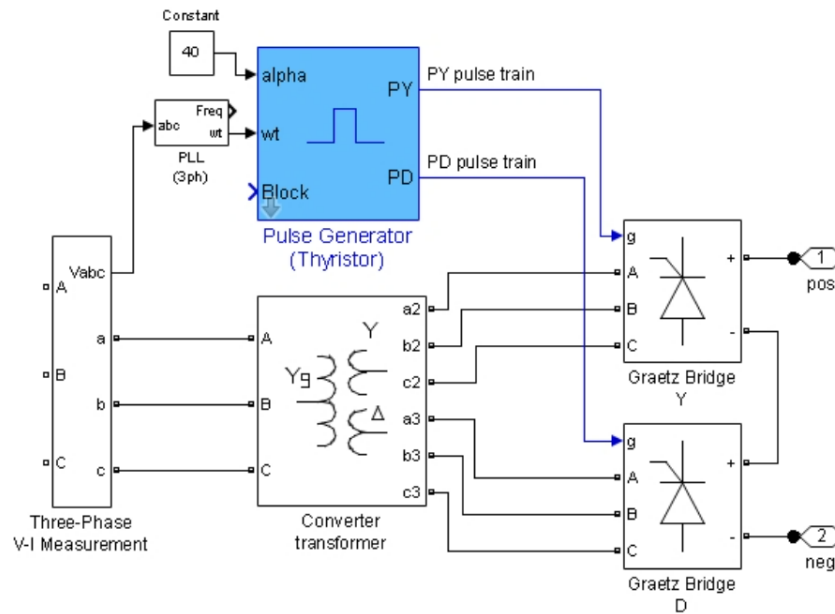 Constant
40
alpha
PY
PY pulse train
Freq
abc
wt
wt
PLL
(3ph)
PD
PD pulse train
Block
Pulse Generator
(Thyristor)
Vabc
A
a
B
b
C
c
Three-Phase
V-I Measurement
A
B
C
Yg
Y
Δ
a2
b2
c2
a3
b3
c3
Converter
transformer
g
A
B
C
+
-
Graetz Bridge
Y
1
pos
g
A
B
C
+
-
Graetz Bridge
D
2
neg